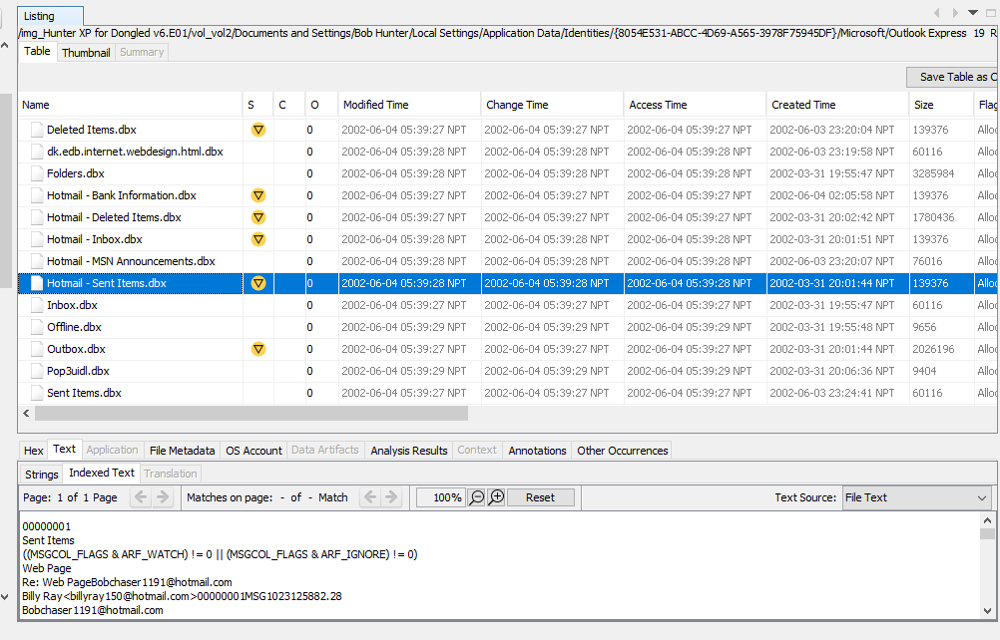 Listing
/img_Hunter XP for Dongled v6.E01/vol_vol2/Documents and Settings/Bob Hunter/Local Settings/Application Data/Identities/{8054E531-ABCC-4D69-A565-3978F75945DF}/Microsoft/Outlook Express 19 R
Table Thumbnail Summary
Save Table as C
Name S C O Modified Time Change Time Access Time Created Time Size Flag
Deleted Items.dbx 0 2002-06-04 05:39:27 NPT 2002-06-04 05:39:27 NPT 2002-06-04 05:39:27 NPT 2002-06-03 23:20:04 NPT 139376 Alloc
dk.edb.internet.webdesign.html.dbx 0 2002-06-04 05:39:28 NPT 2002-06-04 05:39:28 NPT 2002-06-04 05:39:28 NPT 2002-06-03 23:19:58 NPT 60116 Alloc
Folders.dbx 0 2002-06-04 05:39:28 NPT 2002-06-04 05:39:28 NPT 2002-06-04 05:39:28 NPT 2002-03-31 19:55:47 NPT 3285984 Alloc
Hotmail - Bank Information.dbx 0 2002-06-04 05:39:27 NPT 2002-06-04 05:39:27 NPT 2002-06-04 05:39:27 NPT 2002-06-04 02:05:58 NPT 139376 Alloc
Hotmail - Deleted Items.dbx 0 2002-06-04 05:39:27 NPT 2002-06-04 05:39:27 NPT 2002-06-04 05:39:27 NPT 2002-03-31 20:02:42 NPT 1780436 Alloc
Hotmail - Inbox.dbx 0 2002-06-04 05:39:28 NPT 2002-06-04 05:39:28 NPT 2002-06-04 05:39:28 NPT 2002-03-31 20:01:51 NPT 139376 Alloc
Hotmail - MSN Announcements.dbx 0 2002-06-04 05:39:28 NPT 2002-06-04 05:39:28 NPT 2002-06-04 05:39:28 NPT 2002-06-03 23:20:07 NPT 76016 Alloc
Hotmail - Sent Items.dbx 0 2002-06-04 05:39:28 NPT 2002-06-04 05:39:28 NPT 2002-06-04 05:39:28 NPT 2002-03-31 20:01:44 NPT 139376 Alloc
Inbox.dbx 0 2002-06-04 05:39:27 NPT 2002-06-04 05:39:27 NPT 2002-06-04 05:39:27 NPT 2002-03-31 19:55:47 NPT 60116 Alloc
Offline.dbx 0 2002-06-04 05:39:29 NPT 2002-06-04 05:39:29 NPT 2002-06-04 05:39:29 NPT 2002-03-31 19:55:48 NPT 9656 Alloc
Outbox.dbx 0 2002-06-04 05:39:27 NPT 2002-06-04 05:39:27 NPT 2002-06-04 05:39:27 NPT 2002-03-31 20:01:44 NPT 2026196 Alloc
Pop3uidl.dbx 0 2002-06-04 05:39:27 NPT 2002-06-04 05:39:27 NPT 2002-06-04 05:39:27 NPT 2002-03-31 20:06:36 NPT 9404 Alloc
Sent Items.dbx 0 2002-06-04 05:39:27 NPT 2002-06-04 05:39:27 NPT 2002-06-04 05:39:27 NPT 2002-06-03 23:24:41 NPT 60116 Alloc
Hex Text Application File Metadata OS Account Data Artifacts Analysis Results Context Annotations Other Occurrences
Strings Indexed Text Translation
Page: 1 of 1 Page Matches on page: - of - Match 100% Reset Text Source: File Text
00000001
Sent Items
((MSGCOL_FLAGS & ARF_WATCH) != 0 || (MSGCOL_FLAGS & ARF_IGNORE) != 0)
Web Page
Re: Web PageBobchaser1191@hotmail.com
Billy Ray<billyray150@hotmail.com>00000001MSG1023125882.28
Bobchaser1191@hotmail.com